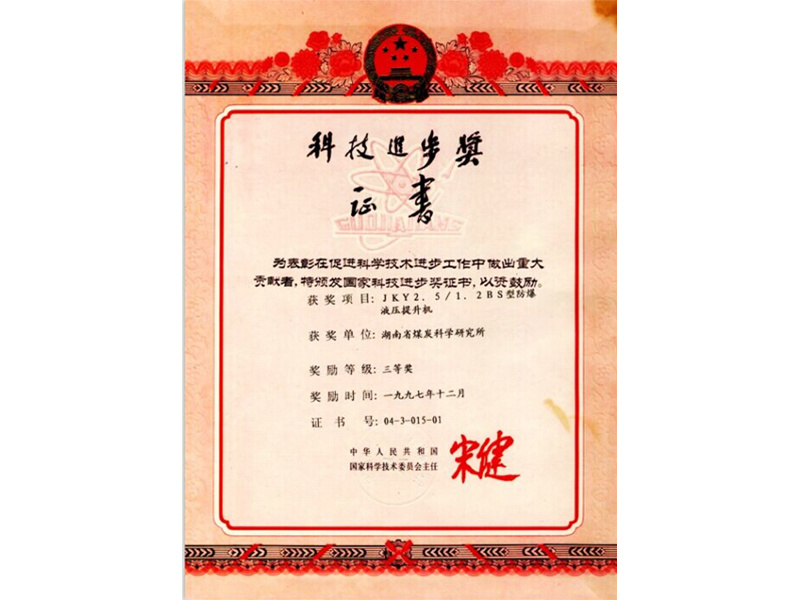 科技進步奬
证书
为表彰在促进科学技术进步工作中做出重大
贡献者，特颁发国家科技进步奖证书，以资鼓励。
获奖项目：JKY2．5/1．2BS型防爆
液压提升机
获奖单位：湖南省煤炭科学研究所
奖励等级：三等奖
奖励时间：一九九七年十二月
证书号：04-3-015-01
中华人民共和国
国家科学技术委员会主任
宋健